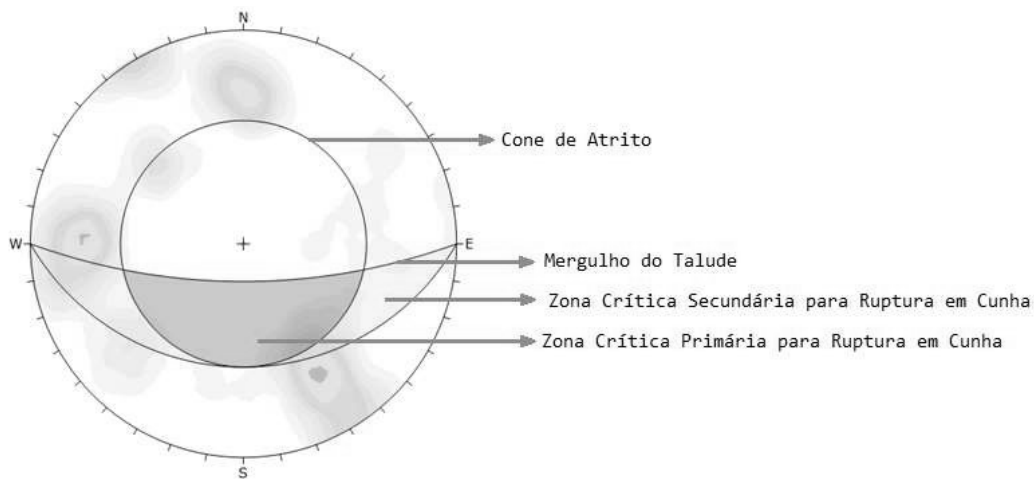 N
Cone de Atrito
W
E
Mergulho do Talude
Zona Crítica Secundária para Ruptura em Cunha
Zona Crítica Primária para Ruptura em Cunha
S